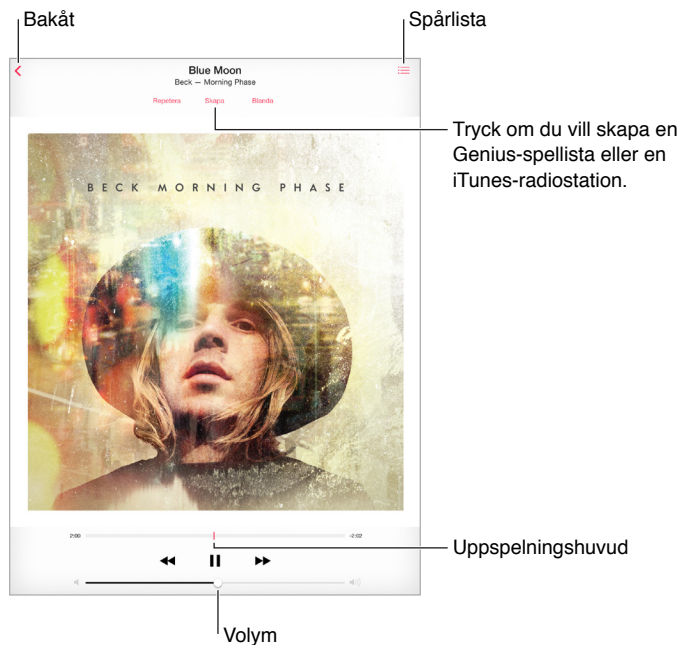 Bakåt
Spårlista
Blue Moon
Beck — Morning Phase
Repetera Skapa Blanda
Tryck om du vill skapa en
Genius-spellista eller en
iTunes-radiostation.
BECK MORNING PHASE
2:00
-2:02
Uppspelningshuvud
Volym